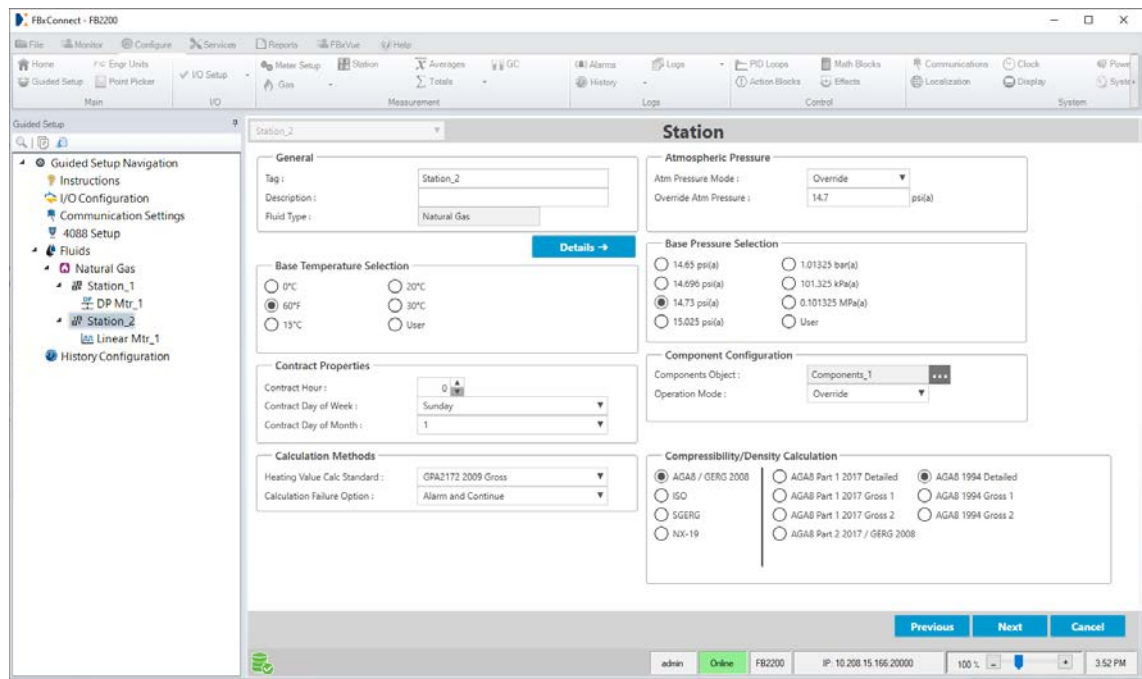 FBxConnect - FB2200
File Monitor Configure Services Reports FBxVue Help
Home Engr Units I/O Setup Meter Setup Station Averages GC Alarms Logs PID Loops Math Blocks Communications Clock Power
Guided Setup Point Picker Gas Totals History Action Blocks Effects Localization Display Syste
Main I/O Measurement Logs Control System
Guided Setup
Station_2 Station
Guided Setup Navigation
Instructions
I/O Configuration
Communication Settings
4088 Setup
Fluids
Natural Gas
Station_1
DP Mtr_1
Station_2
Linear Mtr_1
History Configuration
General
Tag : Station_2
Description :
Fluid Type : Natural Gas
Details →
Base Temperature Selection
0°C 20°C
60°F 30°C
15°C User
Contract Properties
Contract Hour : 0
Contract Day of Week : Sunday
Contract Day of Month : 1
Calculation Methods
Heating Value Calc Standard : GPA2172 2009 Gross
Calculation Failure Option : Alarm and Continue
Atmospheric Pressure
Atm Pressure Mode : Override
Override Atm Pressure : 14.7 psi(a)
Base Pressure Selection
14.65 psi(a) 1.01325 bar(a)
14.696 psi(a) 101.325 kPa(a)
14.73 psi(a) 0.101325 MPa(a)
15.025 psi(a) User
Component Configuration
Components Object : Components_1 ...
Operation Mode : Override
Compressibility/Density Calculation
AGA8 / GERG 2008 AGA8 Part 1 2017 Detailed AGA8 1994 Detailed
ISO AGA8 Part 1 2017 Gross 1 AGA8 1994 Gross 1
SGERG AGA8 Part 1 2017 Gross 2 AGA8 1994 Gross 2
NX-19 AGA8 Part 2 2017 / GERG 2008
Previous Next Cancel
admin Online FB2200 IP: 10.208.15.166:20000 100 % - + 3:52 PM